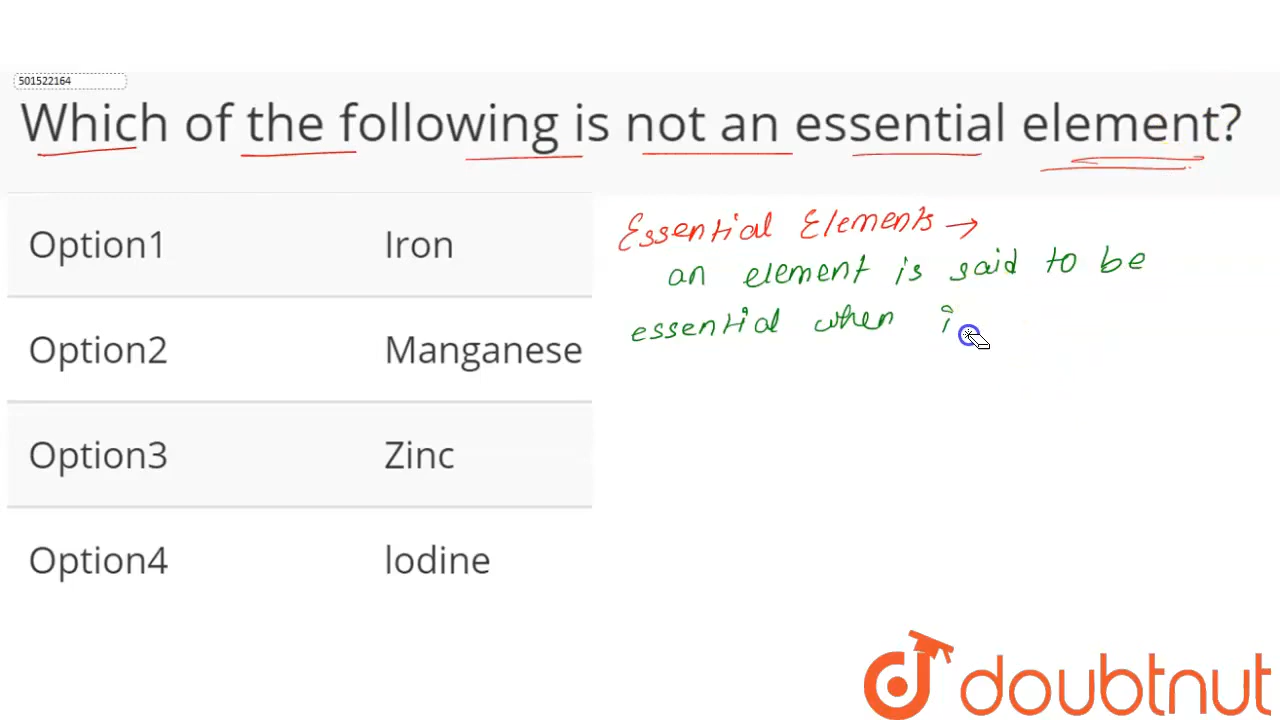 501522164
Which of the following is not an essential element?
Option1 Iron
Option2 Manganese
Option3 Zinc
Option4 lodine
Essential Elements →
an element is said to be
essential when i
doubtnut